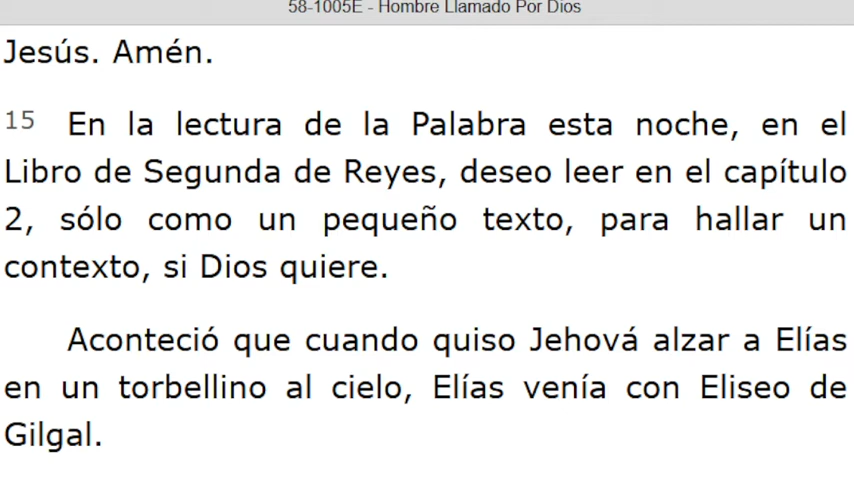 58-1005E - Hombre Llamado Por Dios
Jesús. Amén.
15 En la lectura de la Palabra esta noche, en el
Libro de Segunda de Reyes, deseo leer en el capítulo
2, sólo como un pequeño texto, para hallar un
contexto, si Dios quiere.
Aconteció que cuando quiso Jehová alzar a Elías
en un torbellino al cielo, Elías venía con Eliseo de
Gilgal.